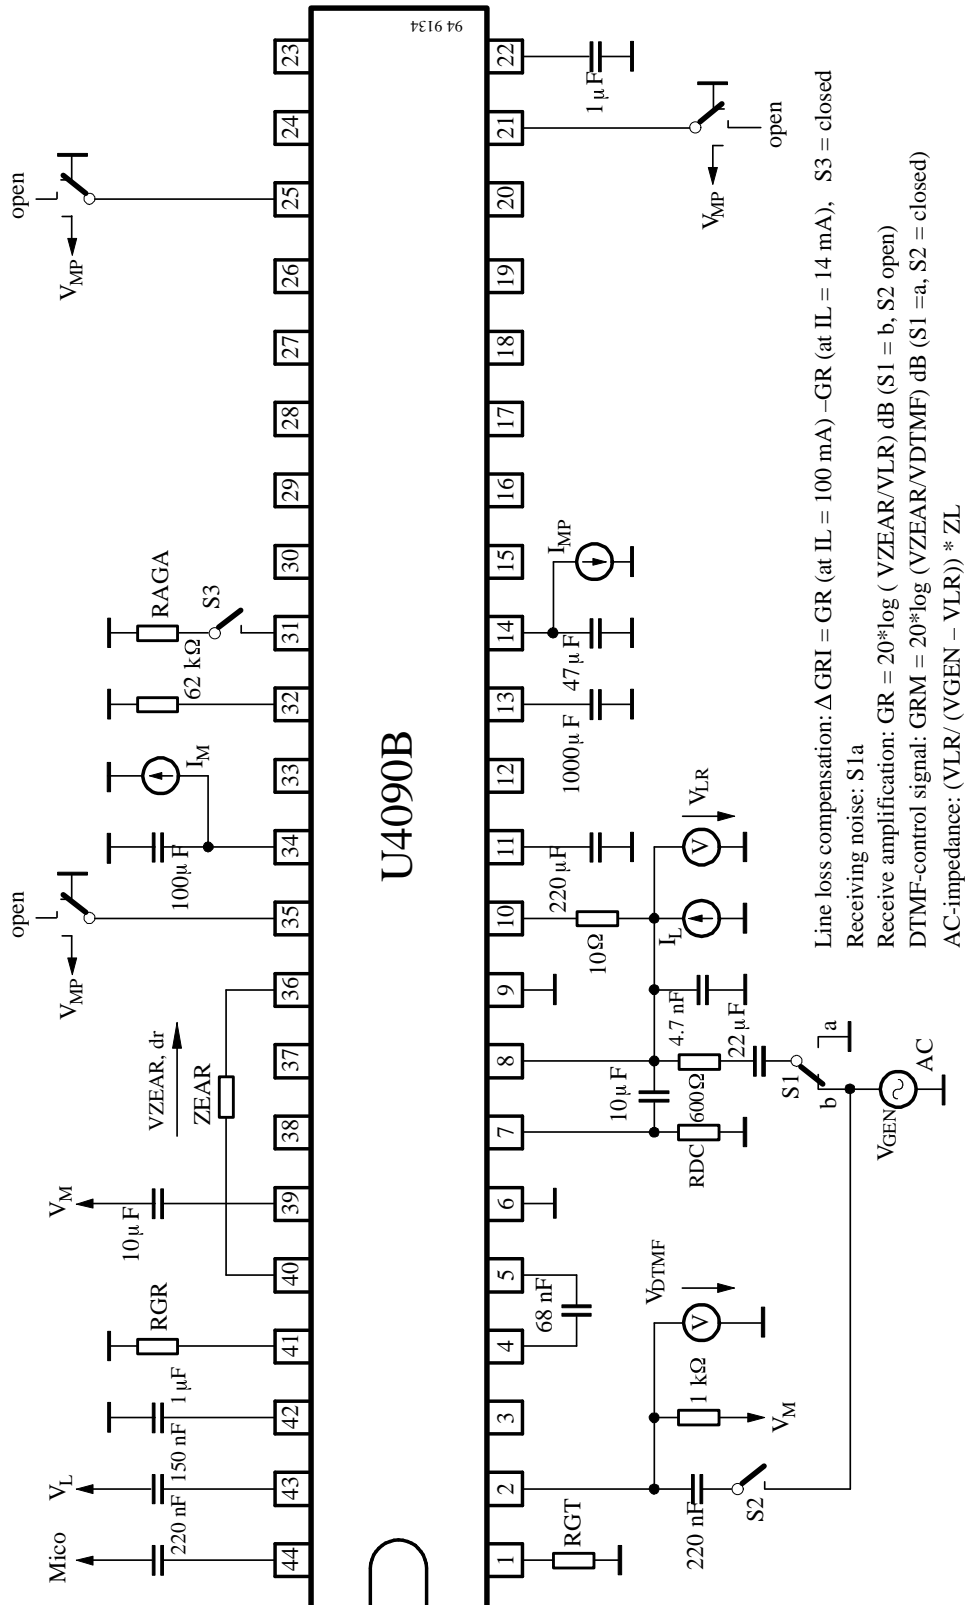 94 9134
23
24
25
26
27
28
29
30
31
32
33
34
35
36
37
38
39
40
41
42
43
44
22
21
20
19
18
17
16
15
14
13
12
11
10
9
8
7
6
5
4
3
2
1
U4090B
open
VMP
RAGA
S3
62 kΩ
IM
100μF
open
VMP
VZEAR, dr
ZEAR
VM
10μF
RGR
1μF
VL
150 nF
Mico
220 nF
1μF
open
VMP
IMP
47μF
1000μF
220μF
10Ω
IL
V
VLR
4.7 nF
10μF
600Ω
22μF
RDC
S1
a
b
VGEN
AC
68 nF
VDTMF
V
1 kΩ
VM
220 nF
S2
RGT
Line loss compensation: Δ GRI = GR (at IL = 100 mA) –GR (at IL = 14 mA), S3 = closed
Receiving noise: S1a
Receive amplification: GR = 20*log ( VZEAR/VLR) dB (S1 = b, S2 open)
DTMF-control signal: GRM = 20*log (VZEAR/VDTMF) dB (S1 =a, S2 = closed)
AC-impedance: (VLR/ (VGEN – VLR)) * ZL